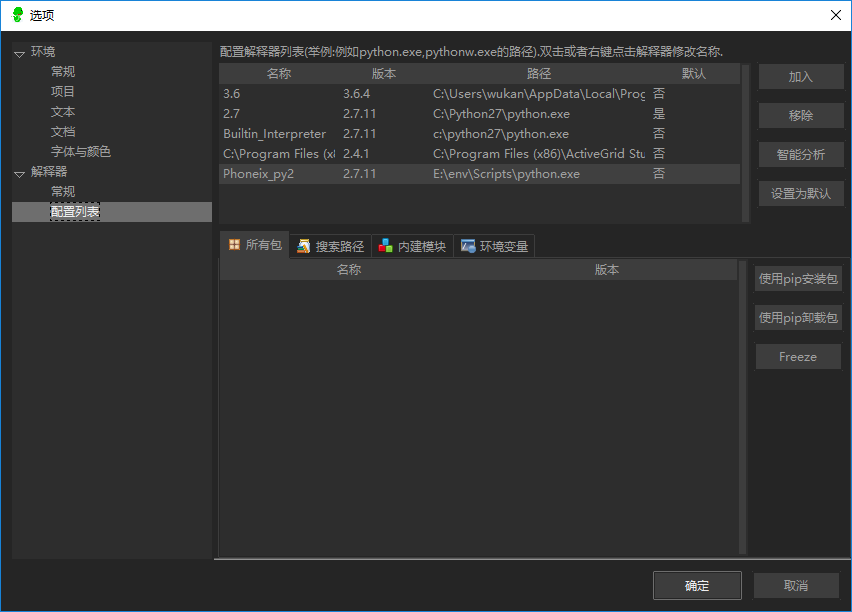 选项
环境
常规
项目
文本
文档
字体与颜色
解释器
常规
配置列表
配置解释器列表(举例:例如python.exe,pythonw.exe的路径).双击或者右键点击解释器修改名称.
名称 版本 路径 默认
3.6 3.6.4 C:\Users\wukan\AppData\Local\Prog 否
2.7 2.7.11 C:\Python27\python.exe 是
Builtin_Interpreter 2.7.11 c:\python27\python.exe 否
C:\Program Files (x 2.4.1 C:\Program Files (x86)\ActiveGrid Stu 否
Phoneix_py2 2.7.11 E:\env\Scripts\python.exe 否
加入
移除
智能分析
设置为默认
所有包 搜索路径 内建模块 环境变量
名称 版本
使用pip安装包
使用pip卸载包
Freeze
确定 取消